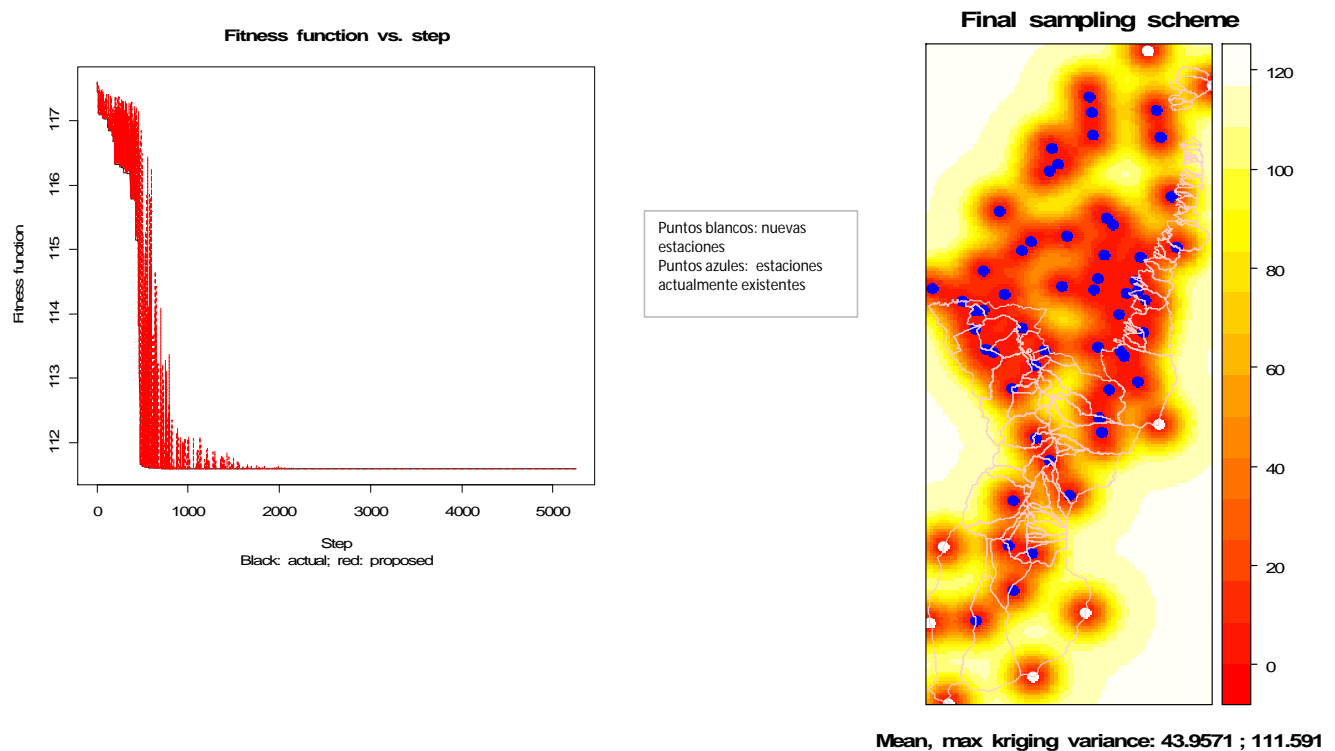 Fitness function vs. step
Fitness function
117
116
115
114
113
112
0 1000 2000 3000 4000 5000
Step
Black: actual; red: proposed
Puntos blancos: nuevas
estaciones
Puntos azules: estaciones
actualmente existentes
Final sampling scheme
120
100
80
60
40
20
0
Mean, max kriging variance: 43.9571 ; 111.591